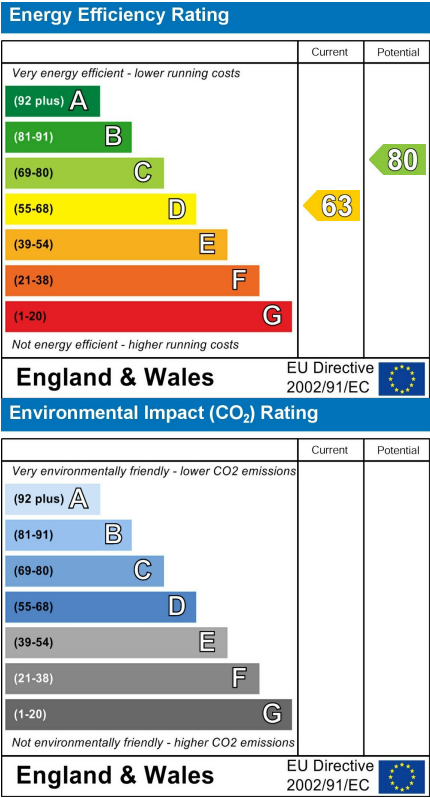 Energy Efficiency Rating
Current Potential
Very energy efficient - lower running costs
(92 plus) A
(81-91) B
(69-80) C
(55-68) D
(39-54) E
(21-38) F
(1-20) G
80
63
Not energy efficient - higher running costs
England & Wales
EU Directive
2002/91/EC
Environmental Impact (CO₂) Rating
Current Potential
Very environmentally friendly - lower CO2 emissions
(92 plus) A
(81-91) B
(69-80) C
(55-68) D
(39-54) E
(21-38) F
(1-20) G
Not environmentally friendly - higher CO2 emissions
England & Wales
EU Directive
2002/91/EC